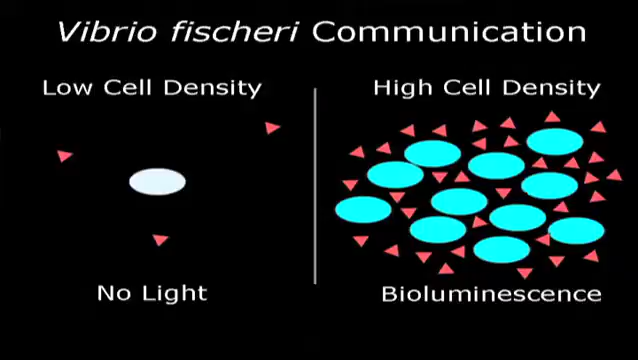 Vibrio fischeri Communication
Low Cell Density
High Cell Density
No Light
Bioluminescence